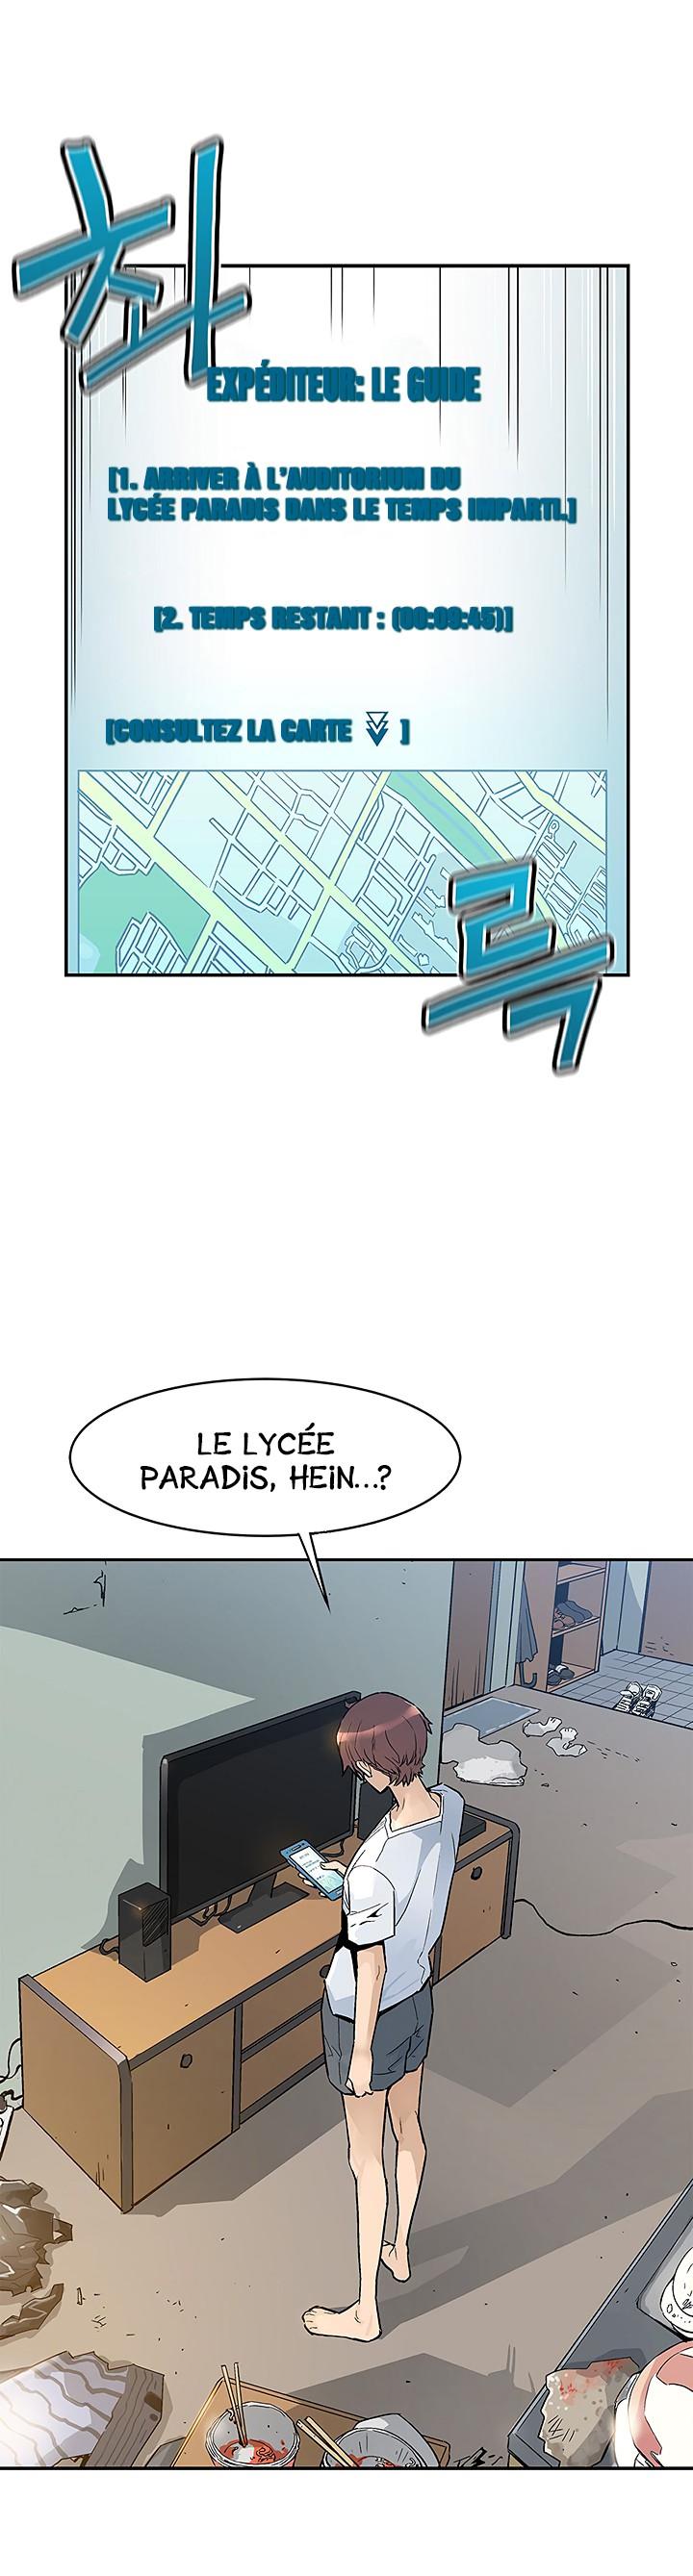 최
EXPÉDITEUR: LE GUIDE
[1. ARRIVER À L'AUDITORIUM DU
LYCÉE PARADIS DANS LE TEMPS IMPARTI.]
[2. TEMPS RESTANT : (00:09:45)]
[CONSULTEZ LA CARTE ]
륵
LE LYCÉE
PARADIS, HEIN...?